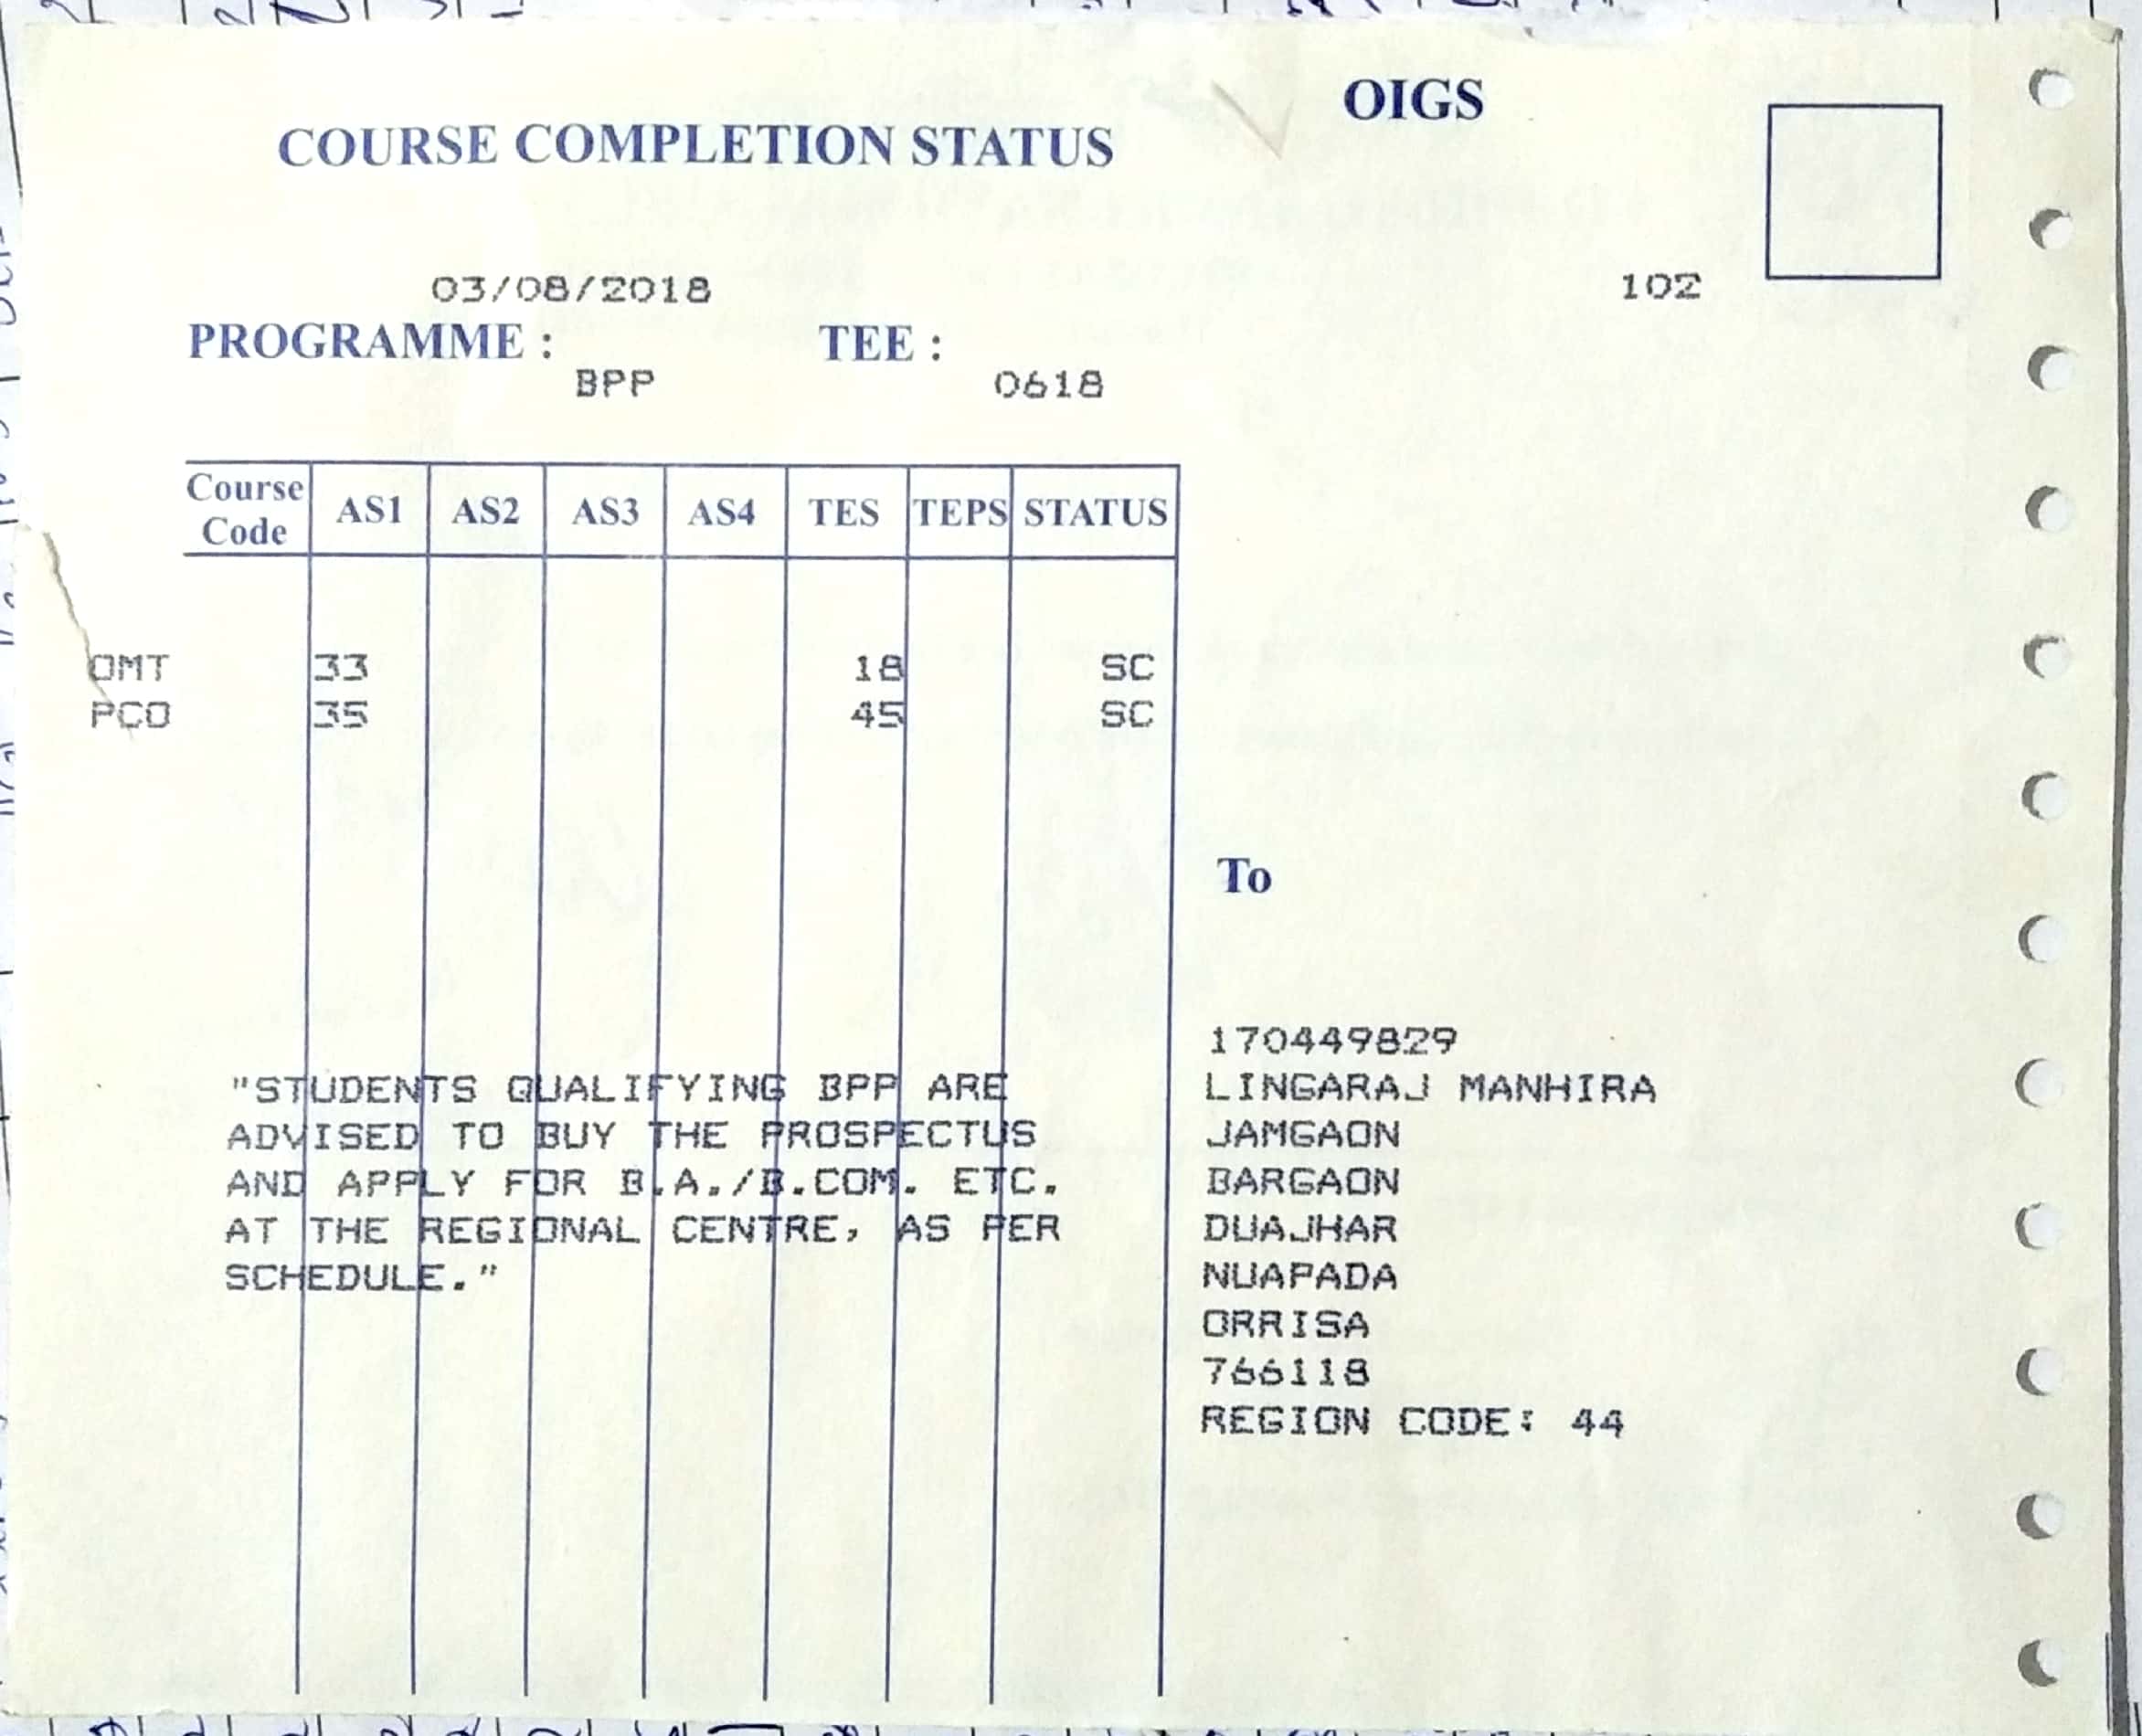 OIGS
COURSE COMPLETION STATUS
03/08/2018 102
PROGRAMME : TEE :
BPP 0618
Course Code AS1 AS2 AS3 AS4 TES TEPS STATUS
OMT 33 18 SC
PCO 35 45 SC
"STUDENTS QUALIFYING BPP ARE
ADVISED TO BUY THE PROSPECTUS
AND APPLY FOR B.A./B.COM. ETC.
AT THE REGIONAL CENTRE, AS PER
SCHEDULE."
To
170449829
LINGARAJ MANHIRA
JAMGAON
BARGAON
DUAJHAR
NUAPADA
ORRISA
766118
REGION CODE: 44